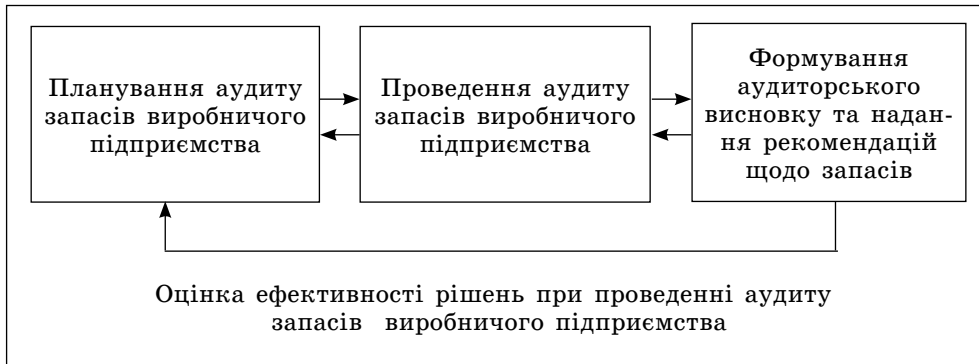 Планування аудиту
запасів виробничого
підприємства
Проведення аудиту
запасів виробничого
підприємства
Формування
аудиторського
висновку та надан-
ня рекомендацій
щодо запасів
Оцінка ефективності рішень при проведенні аудиту
запасів виробничого підприємства